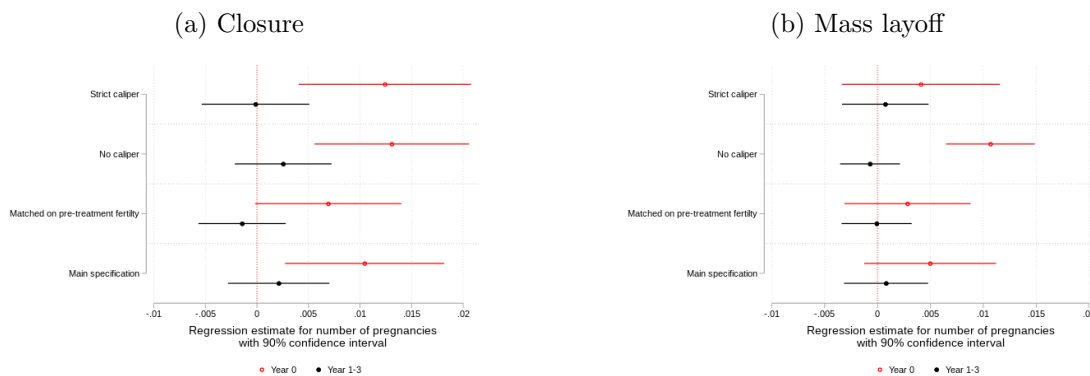 (a) Closure
Strict caliper
No caliper
Matched on pre-treatment fertilty
Main specification
-.01 -.005 0 .005 .01 .015 .02
Regression estimate for number of pregnancies
with 90% confidence interval
Year 0 Year 1-3
(b) Mass layoff
Strict caliper
No caliper
Matched on pre-treatment fertilty
Main specification
-.01 -.005 0 .005 .01 .015 .0
Regression estimate for number of pregnancies
with 90% confidence interval
Year 0 Year 1-3